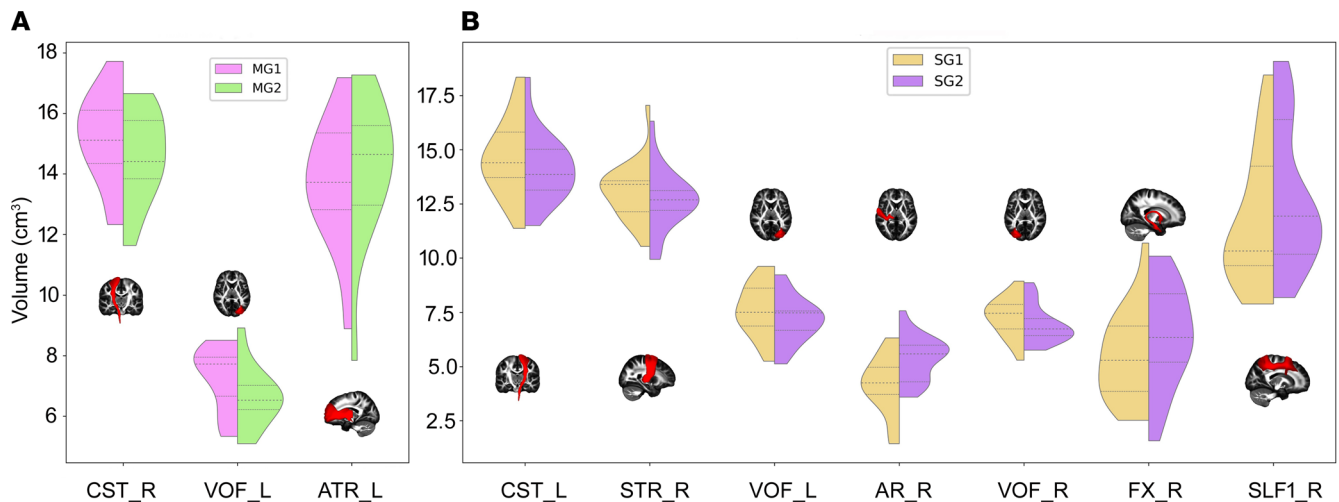 A
B
18
16
14
12
10
8
6
Volume (cm³)
MG1
MG2
CST_R VOF_L ATR_L
17.5
15.0
12.5
10.0
7.5
5.0
2.5
SG1
SG2
CST_L STR_R VOF_L AR_R VOF_R FX_R SLF1_R